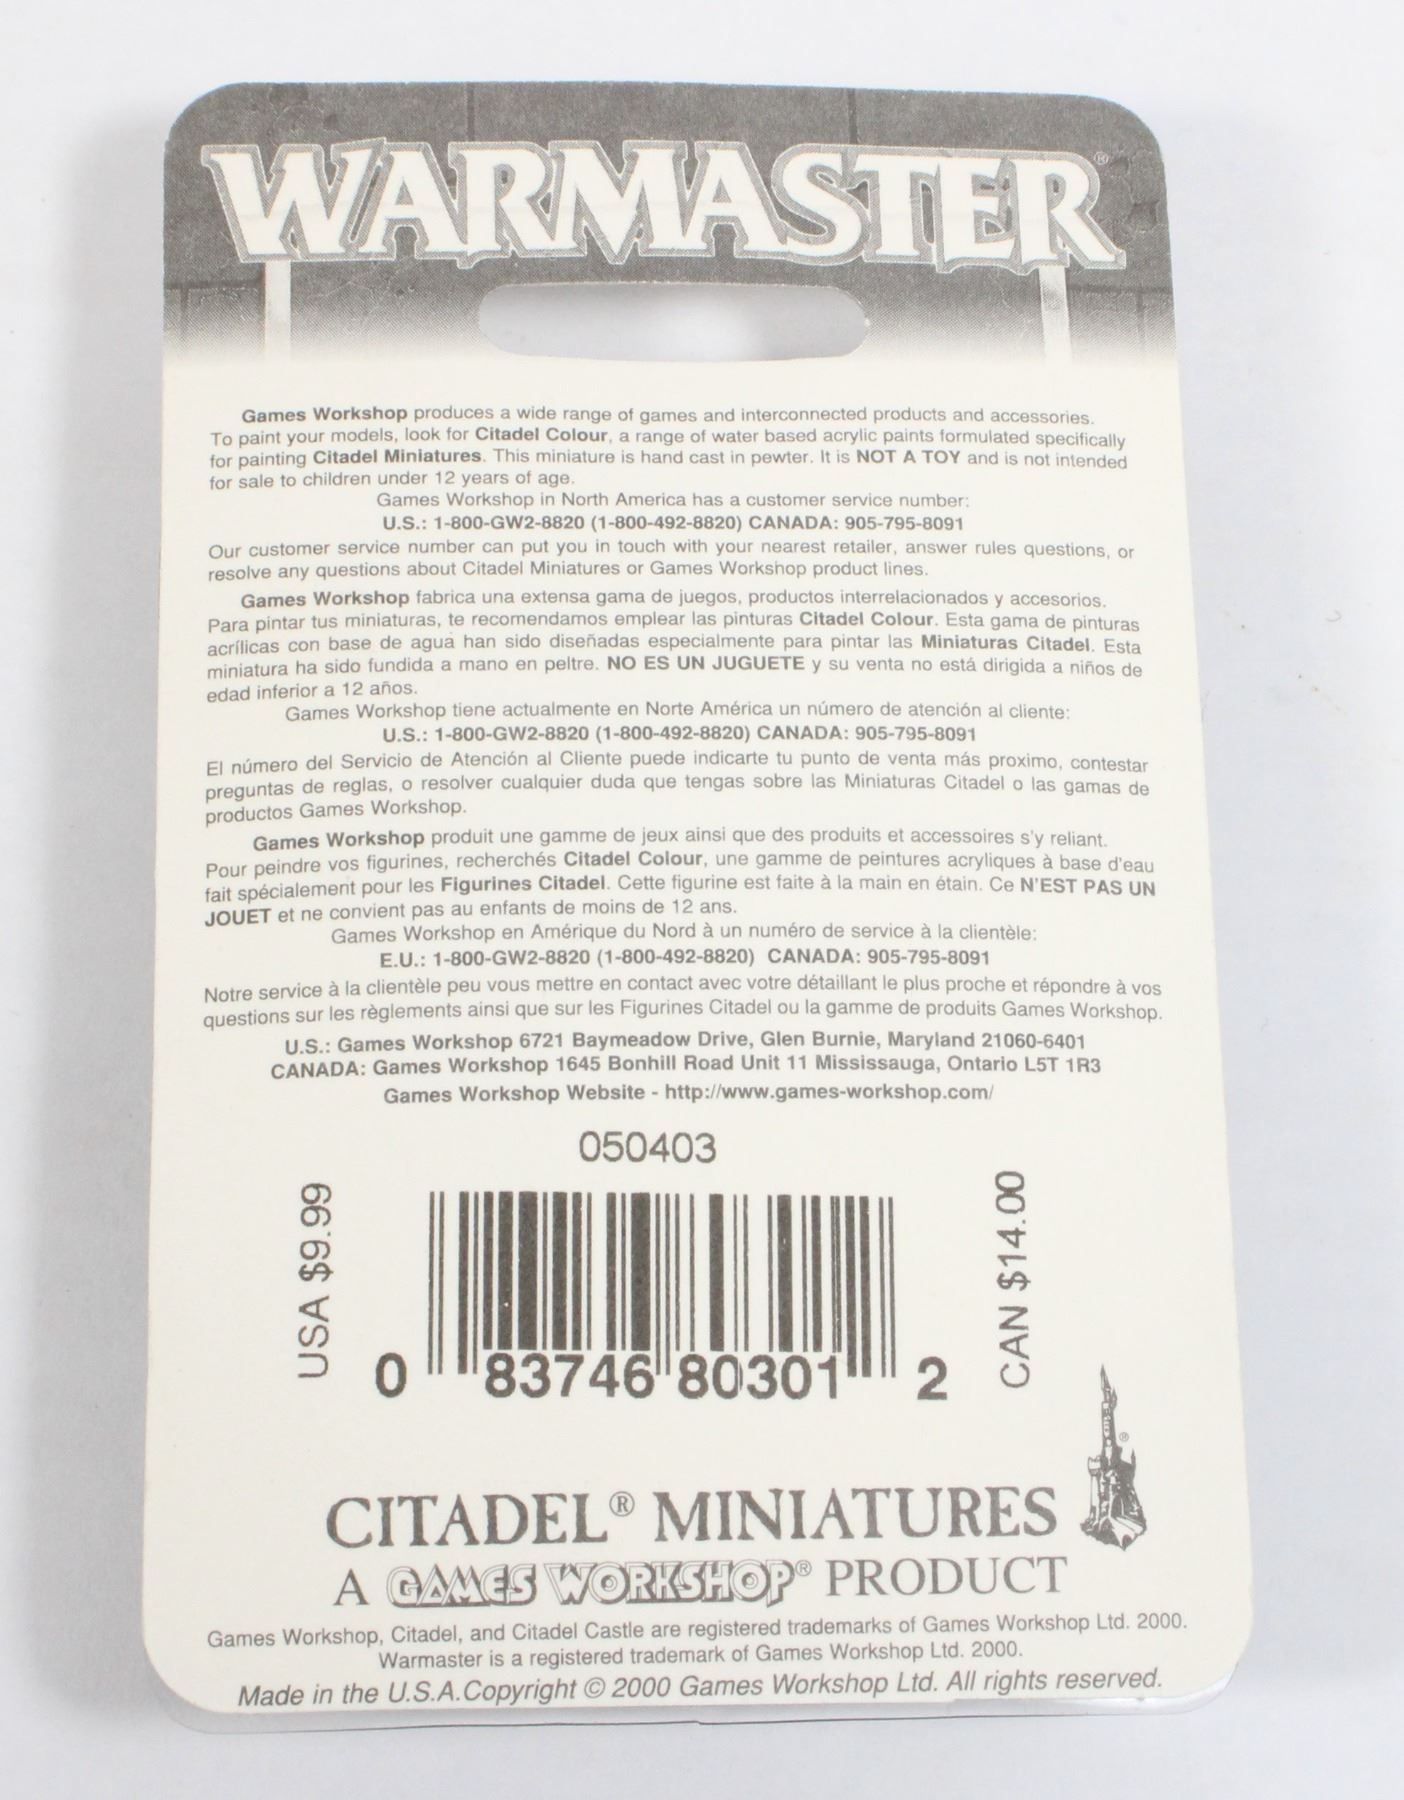 WARMASTER®
Games Workshop produces a wide range of games and interconnected products and accessories.
To paint your models, look for Citadel Colour, a range of water based acrylic paints formulated specifically
for painting Citadel Miniatures. This miniature is hand cast in pewter. It is NOT A TOY and is not intended
for sale to children under 12 years of age.
Games Workshop in North America has a customer service number:
U.S.: 1-800-GW2-8820 (1-800-492-8820) CANADA: 905-795-8091
Our customer service number can put you in touch with your nearest retailer, answer rules questions, or
resolve any questions about Citadel Miniatures or Games Workshop product lines.
Games Workshop fabrica una extensa gama de juegos, productos interrelacionados y accesorios.
Para pintar tus miniaturas, te recomendamos emplear las pinturas Citadel Colour. Esta gama de pinturas
acrílicas con base de agua han sido diseñadas especialmente para pintar las Miniaturas Citadel. Esta
miniatura ha sido fundida a mano en peltre. NO ES UN JUGUETE y su venta no está dirigida a niños de
edad inferior a 12 años.
Games Workshop tiene actualmente en Norte América un número de atención al cliente:
U.S.: 1-800-GW2-8820 (1-800-492-8820) CANADA: 905-795-8091
El número del Servicio de Atención al Cliente puede indicarte tu punto de venta más proximo, contestar
preguntas de reglas, o resolver cualquier duda que tengas sobre las Miniaturas Citadel o las gamas de
productos Games Workshop.
Games Workshop produit une gamme de jeux ainsi que des produits et accessoires s'y reliant.
Pour peindre vos figurines, recherchés Citadel Colour, une gamme de peintures acryliques à base d'eau
fait spécialement pour les Figurines Citadel. Cette figurine est faite à la main en étain. Ce N'EST PAS UN
JOUET et ne convient pas au enfants de moins de 12 ans.
Games Workshop en Amérique du Nord à un numéro de service à la clientèle:
E.U.: 1-800-GW2-8820 (1-800-492-8820) CANADA: 905-795-8091
Notre service à la clientèle peu vous mettre en contact avec votre détaillant le plus proche et répondre à vos
questions sur les règlements ainsi que sur les Figurines Citadel ou la gamme de produits Games Workshop.
U.S.: Games Workshop 6721 Baymeadow Drive, Glen Burnie, Maryland 21060-6401
CANADA: Games Workshop 1645 Bonhill Road Unit 11 Mississauga, Ontario L5T 1R3
Games Workshop Website - http://www.games-workshop.com/
050403
USA $9.99
CAN $14.00
0 83746 80301 2
®
CITADEL® MINIATURES
A GAMES WORKSHOP® PRODUCT
Games Workshop, Citadel, and Citadel Castle are registered trademarks of Games Workshop Ltd. 2000.
Warmaster is a registered trademark of Games Workshop Ltd. 2000.
Made in the U.S.A.Copyright © 2000 Games Workshop Ltd. All rights reserved.